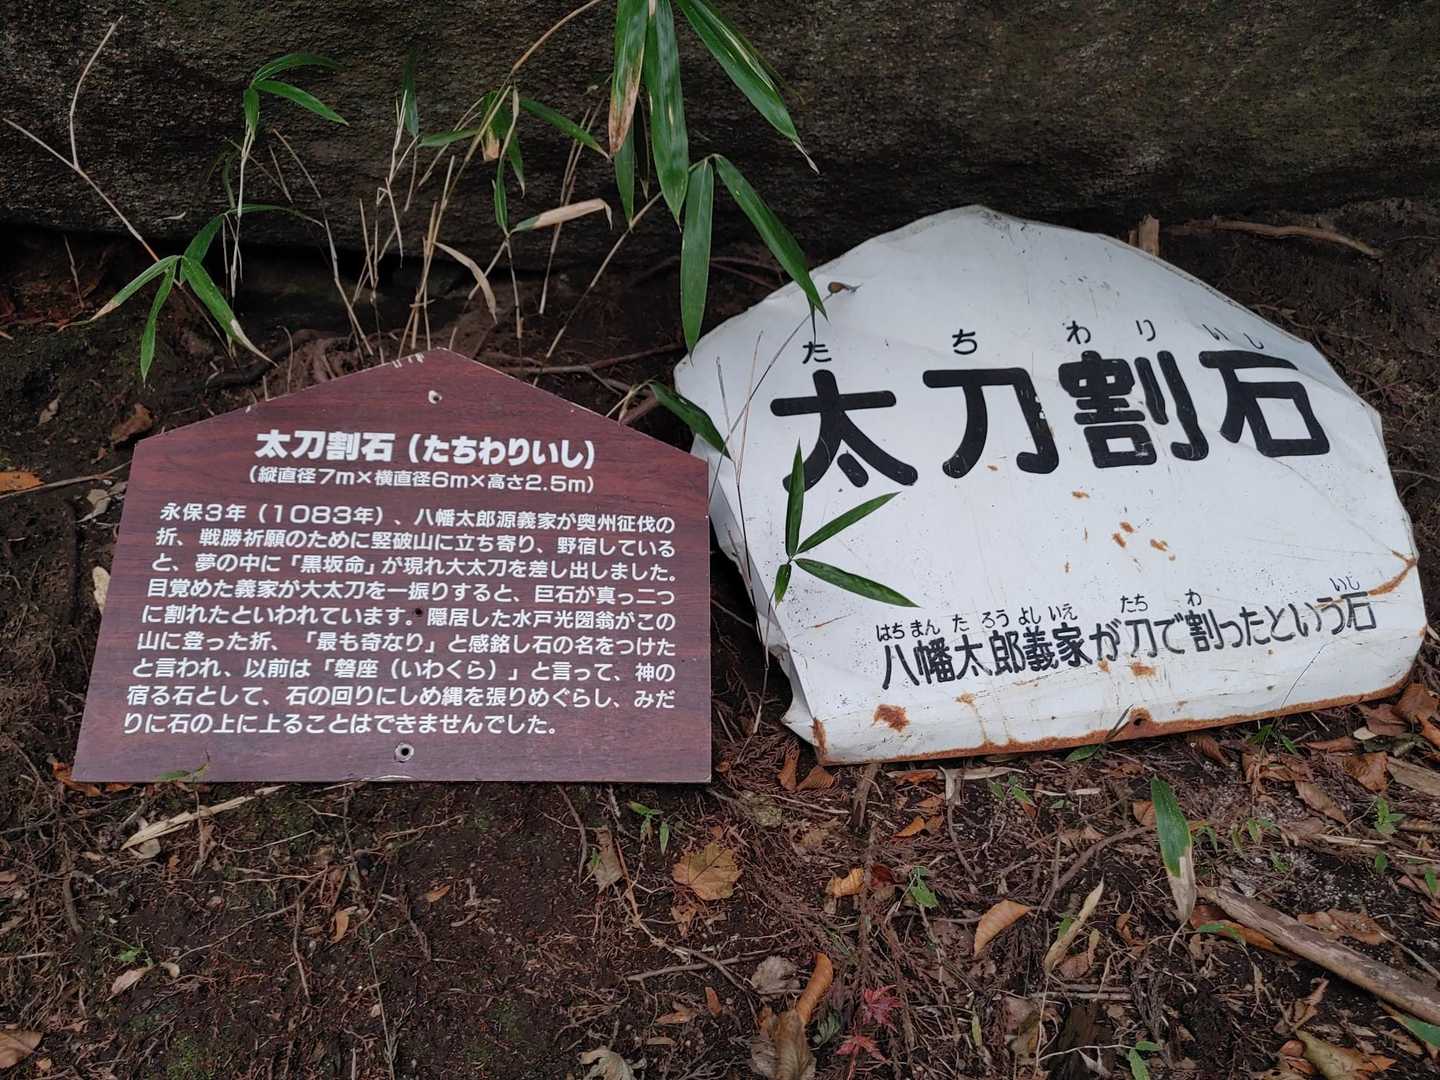 太刀割石（たちわりいし）
（縦直径7m×横直径6m×高さ2.5m）
永保3年（1083年）、八幡太郎源義家が奥州征伐の
折、戦勝祈願のために竪破山に立ち寄り、野宿している
と、夢の中に「黒坂命」が現れ大太刀を差し出しました。
目覚めた義家が大太刀を一振りすると、巨石が真っ二つ
に割れたといわれています。隠居した水戸光圀翁がこの
山に登った折、「最も奇なり」と感銘し石の名をつけた
と言われ、以前は「磐座（いわくら）」と言って、神の
宿る石として、石の回りにしめ縄を張りめぐらし、みだ
りに石の上に上ることはできませんでした。
たちわりいし
太刀割石
はちまんたろうよしいえ たち わ いし
八幡太郎義家が刀で割ったという石